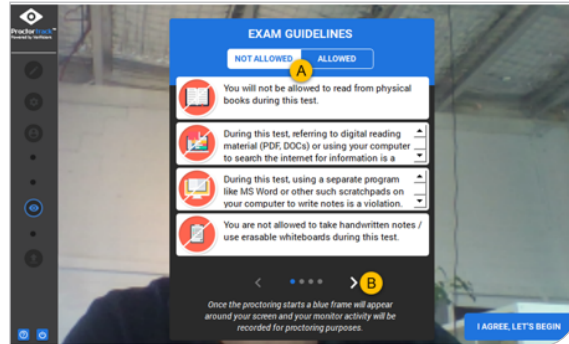 ProctorTrack™
Powered by Verificient
EXAM GUIDELINES
NOT ALLOWED
ALLOWED
A
You will not be allowed to read from physical
books during this test.
During this test, referring to digital reading
material (PDF, DOCs) or using your computer
to search the internet for information is a
During this test, using a separate program
like MS Word or other such scratchpads on
your computer to write notes is a violation.
You are not allowed to take handwritten notes /
use erasable whiteboards during this test.
B
Once the proctoring starts a blue frame will appear
around your screen and your monitor activity will be
recorded for proctoring purposes.
I AGREE, LET'S BEGIN